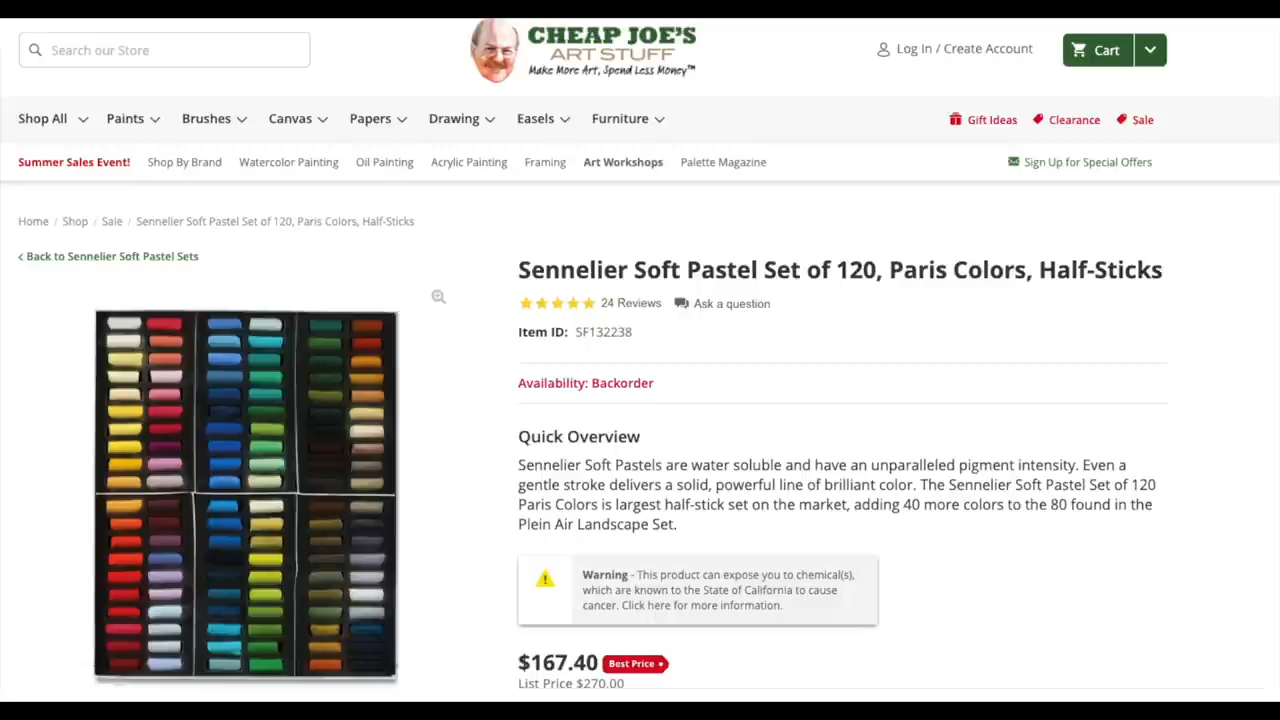 Search our Store
CHEAP JOE'S
ART STUFF
Make More Art, Spend Less Money™
Log In / Create Account
Cart
Shop All
Paints
Brushes
Canvas
Papers
Drawing
Easels
Furniture
Gift Ideas
Clearance
Sale
Summer Sales Event!
Shop By Brand
Watercolor Painting
Oil Painting
Acrylic Painting
Framing
Art Workshops
Palette Magazine
Sign Up for Special Offers
Home / Shop / Sale / Sennelier Soft Pastel Set of 120, Paris Colors, Half-Sticks
‹ Back to Sennelier Soft Pastel Sets
Sennelier Soft Pastel Set of 120, Paris Colors, Half-Sticks
24 Reviews
Ask a question
Item ID: SF132238
Availability: Backorder
Quick Overview
Sennelier Soft Pastels are water soluble and have an unparalleled pigment intensity. Even a
gentle stroke delivers a solid, powerful line of brilliant color. The Sennelier Soft Pastel Set of 120
Paris Colors is largest half-stick set on the market, adding 40 more colors to the 80 found in the
Plein Air Landscape Set.
Warning - This product can expose you to chemical(s),
which are known to the State of California to cause
cancer. Click here for more information.
$167.40
Best Price
List Price $270.00